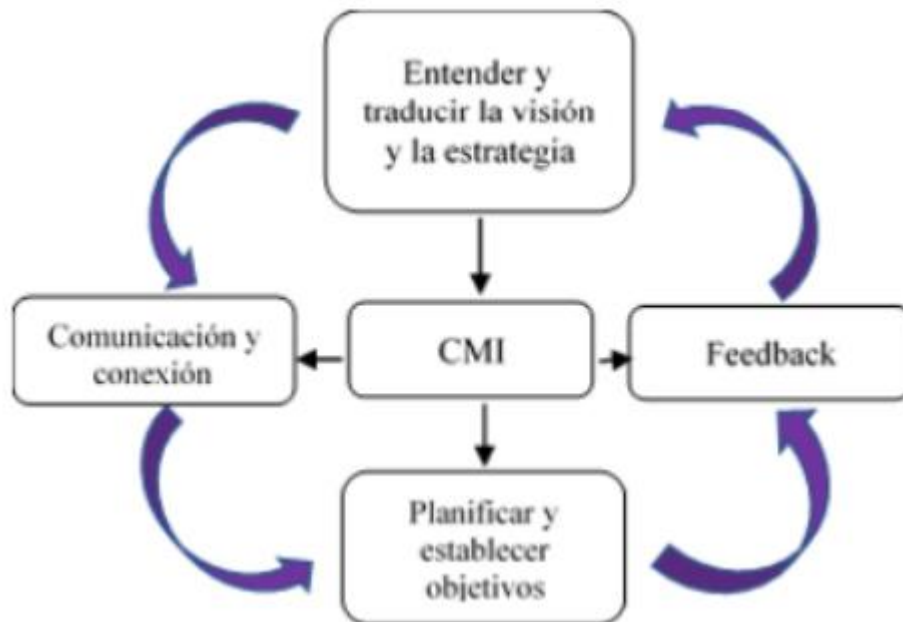 Entender y
traducir la visión
y la estrategia
Comunicación y
conexión
CMI
Feedback
Planificar y
establecer
objetivos